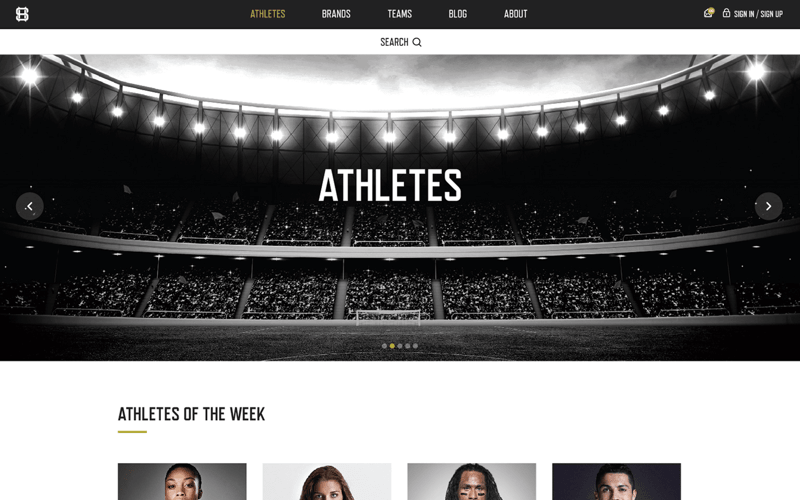 ATHLETES BRANDS TEAMS BLOG ABOUT SIGN IN / SIGN UP
SEARCH
ATHLETES
ATHLETES OF THE WEEK